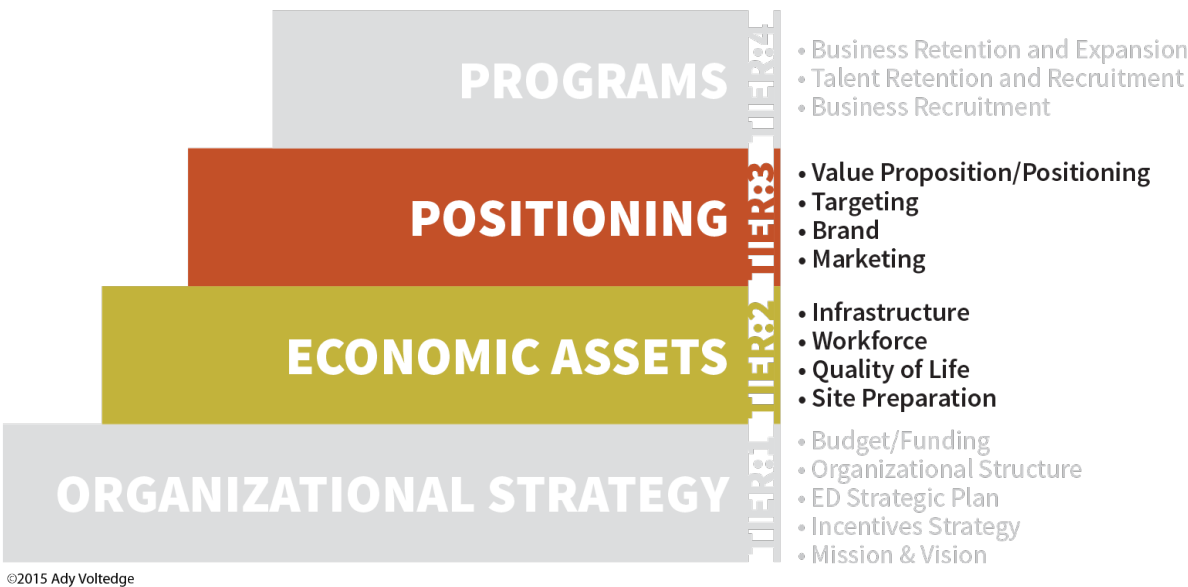 PROGRAMS
TIER:4
• Business Retention and Expansion
• Talent Retention and Recruitment
• Business Recruitment
POSITIONING
TIER:3
• Value Proposition/Positioning
• Targeting
• Brand
• Marketing
ECONOMIC ASSETS
TIER:2
• Infrastructure
• Workforce
• Quality of Life
• Site Preparation
ORGANIZATIONAL STRATEGY
TIER:1
• Budget/Funding
• Organizational Structure
• ED Strategic Plan
• Incentives Strategy
• Mission & Vision
©2015 Ady Voltedge